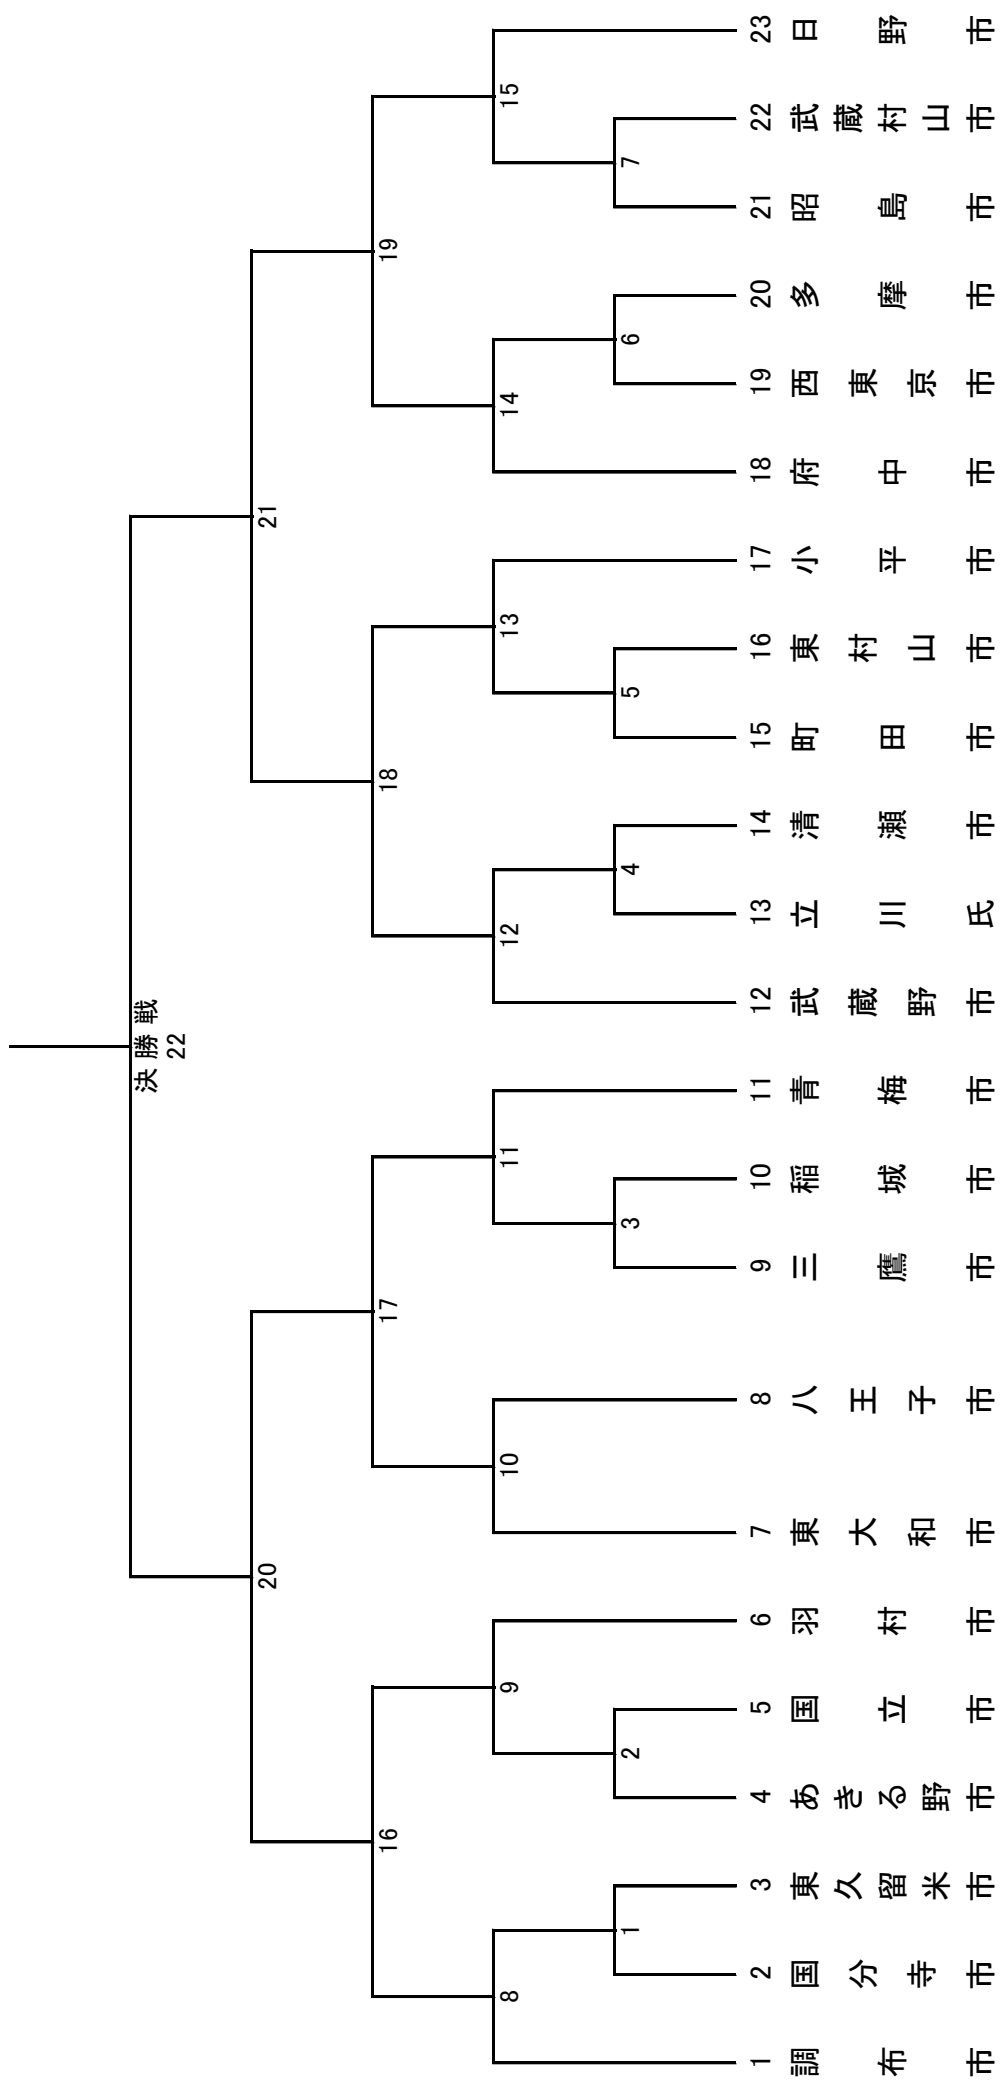 決勝戦
22
20
21
16
17
18
19
8
9
10
11
12
13
14
15
1
2
3
4
5
6
7
1 調布市
2 国分寺市
3 東久留米市
4 あきる野市
5 国立市
6 羽村市
7 東大和市
8 八王子市
9 三鷹市
10 稲城市
11 青梅市
12 武蔵野市
13 立川氏
14 清瀬市
15 町田市
16 東村山市
17 小平市
18 府中市
19 西東京市
20 多摩市
21 昭島市
22 武蔵村山市
23 日野市